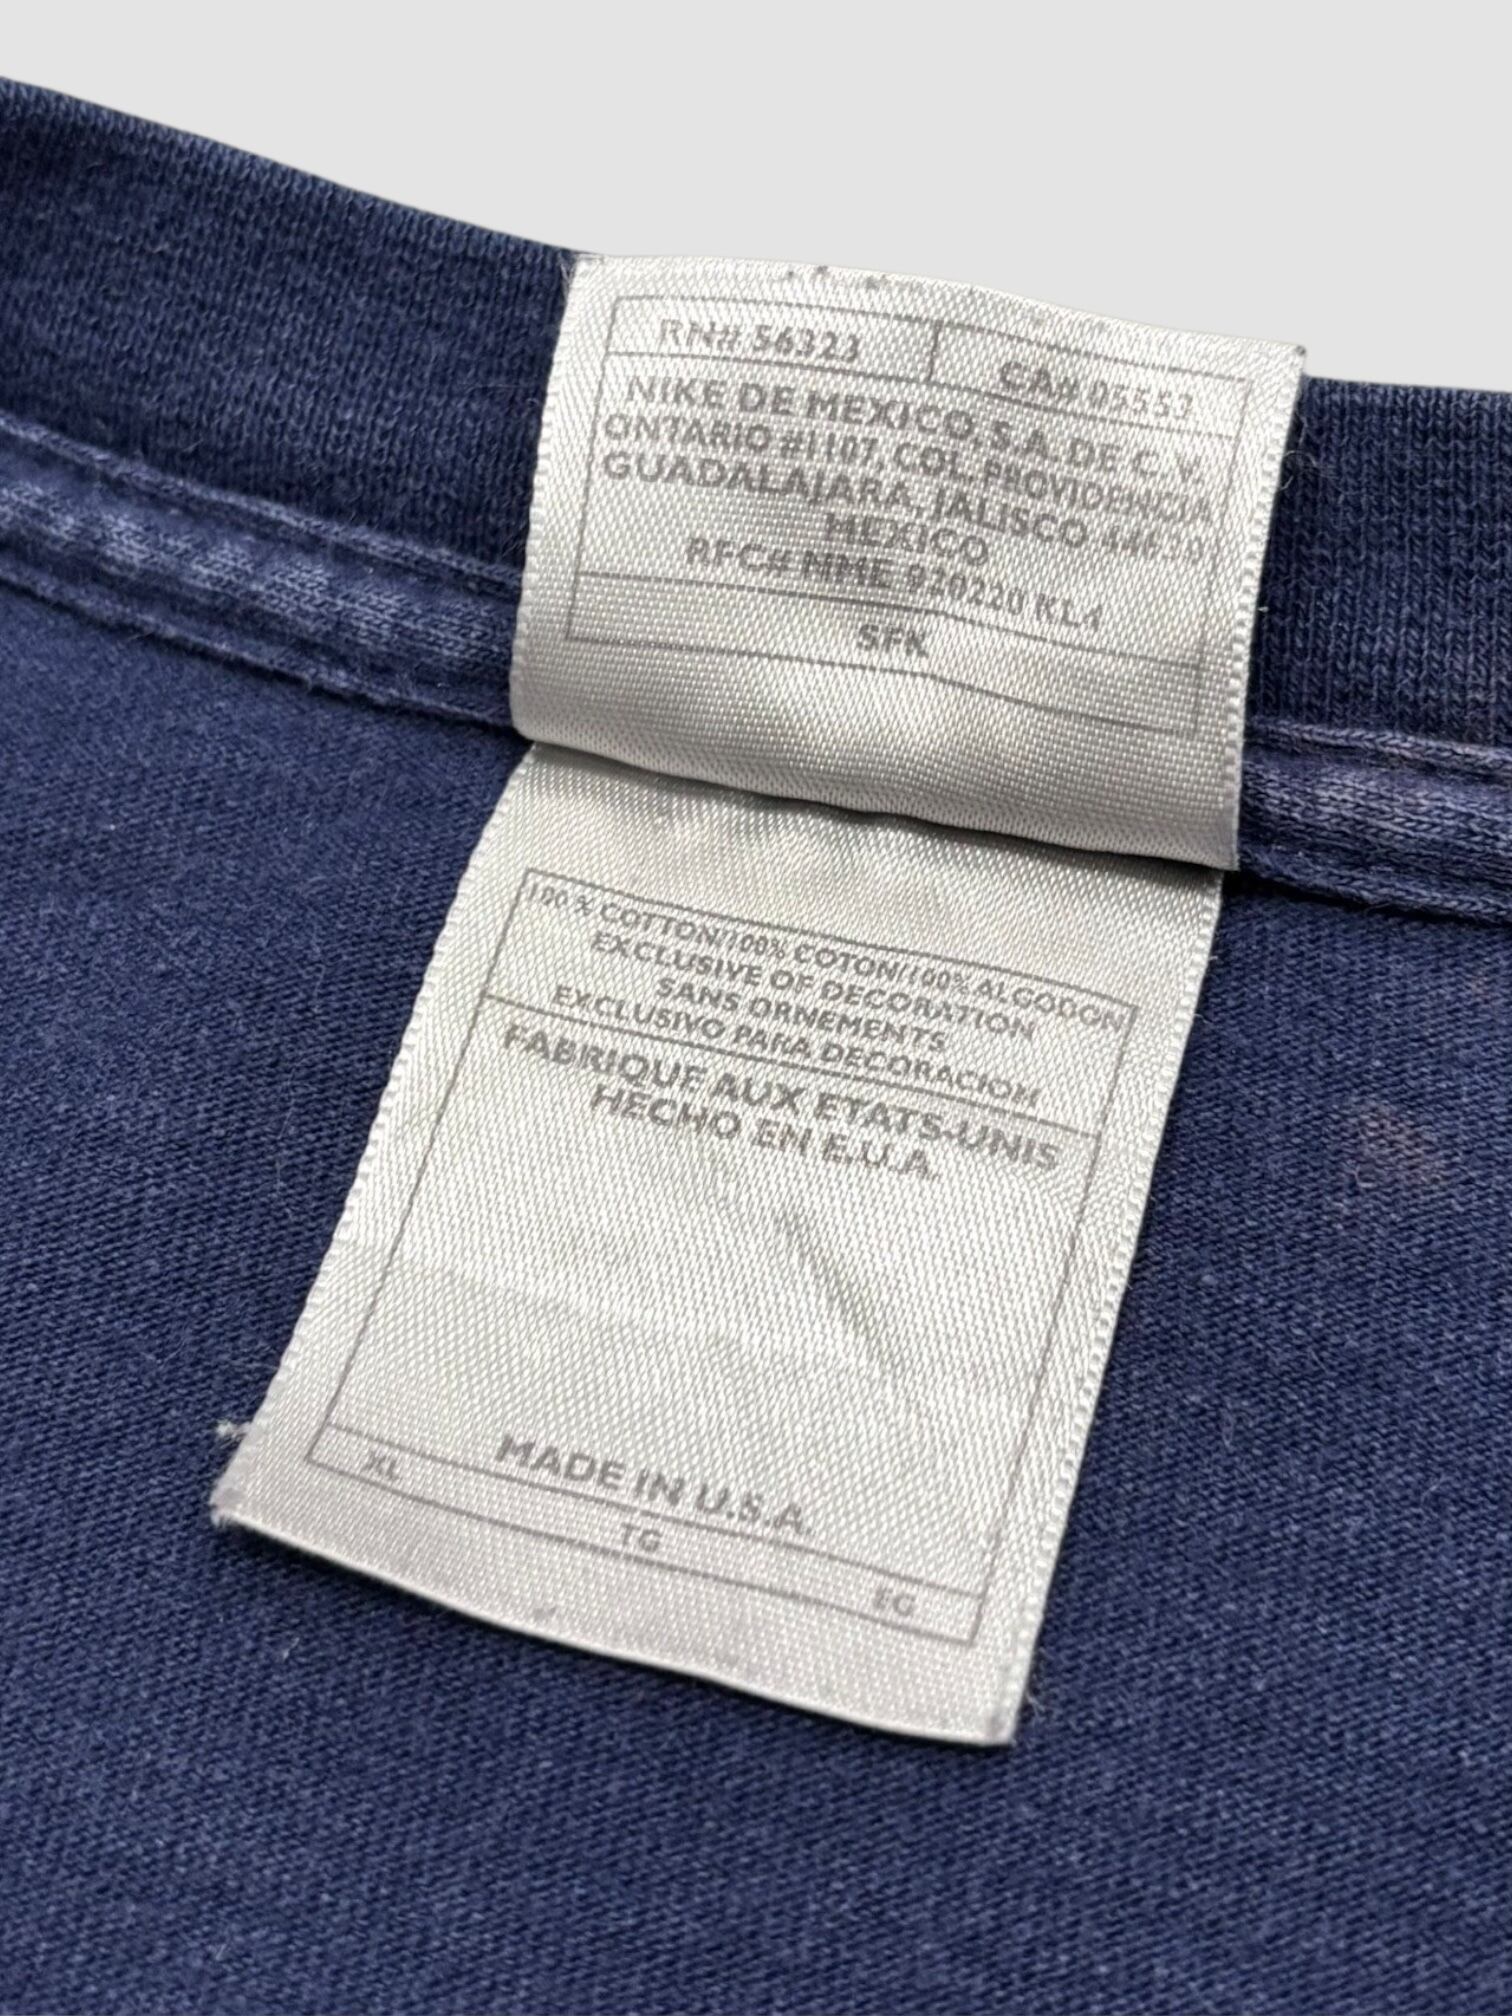 RN# 56323
CA# 05553
NIKE DE MEXICO, S.A. DE C.V.
ONTARIO #1107, COL. PROVIDENCIA
GUADALAJARA, JALISCO 44630
MEXICO
RFC# NME 920220 KL4
SFK
100 % COTTON/100% COTON/100% ALGODON
EXCLUSIVE OF DECORATION
SANS ORNEMENTS
EXCLUSIVO PARA DECORACION
FABRIQUE AUX ETATS-UNIS
HECHO EN E.U.A.
MADE IN U.S.A.
XL TG EG